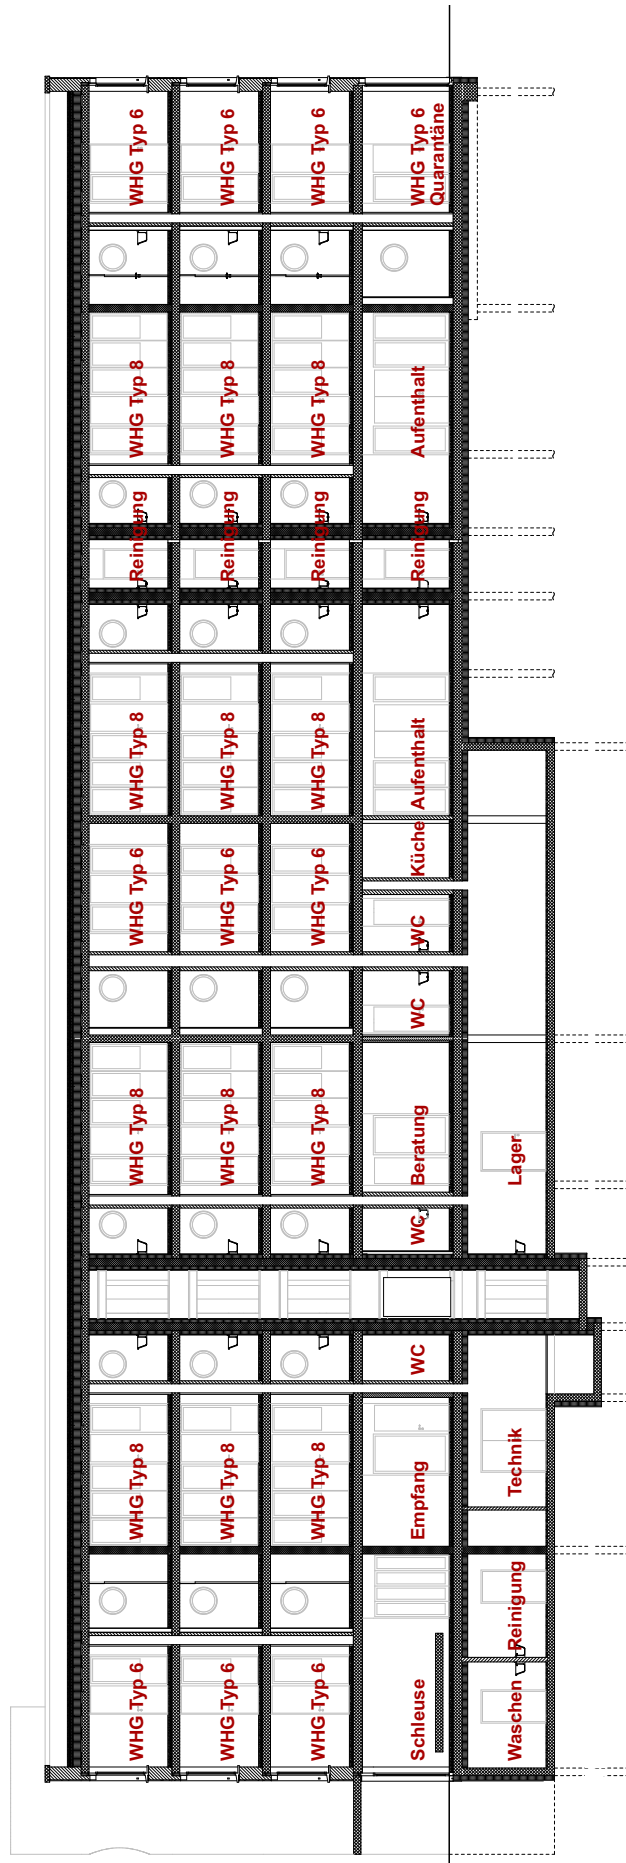 WHG Typ 6
WHG Typ 8
WHG Typ 8
WHG Typ 6
WHG Typ 8
Reinigung
WHG Typ 8
WHG Typ 6
WHG Typ 6
WHG Typ 8
WHG Typ 8
WHG Typ 6
WHG Typ 8
Reinigung
WHG Typ 8
WHG Typ 6
WHG Typ 6
WHG Typ 8
WHG Typ 8
WHG Typ 6
WHG Typ 8
Reinigung
WHG Typ 8
WHG Typ 6
Schleuse
Empfang
WC
WC
Beratung
WC
WC
Küche
Aufenthalt
Reinigung
Aufenthalt
WHG Typ 6
Quarantäne
Waschen
Reinigung
Technik
Lager